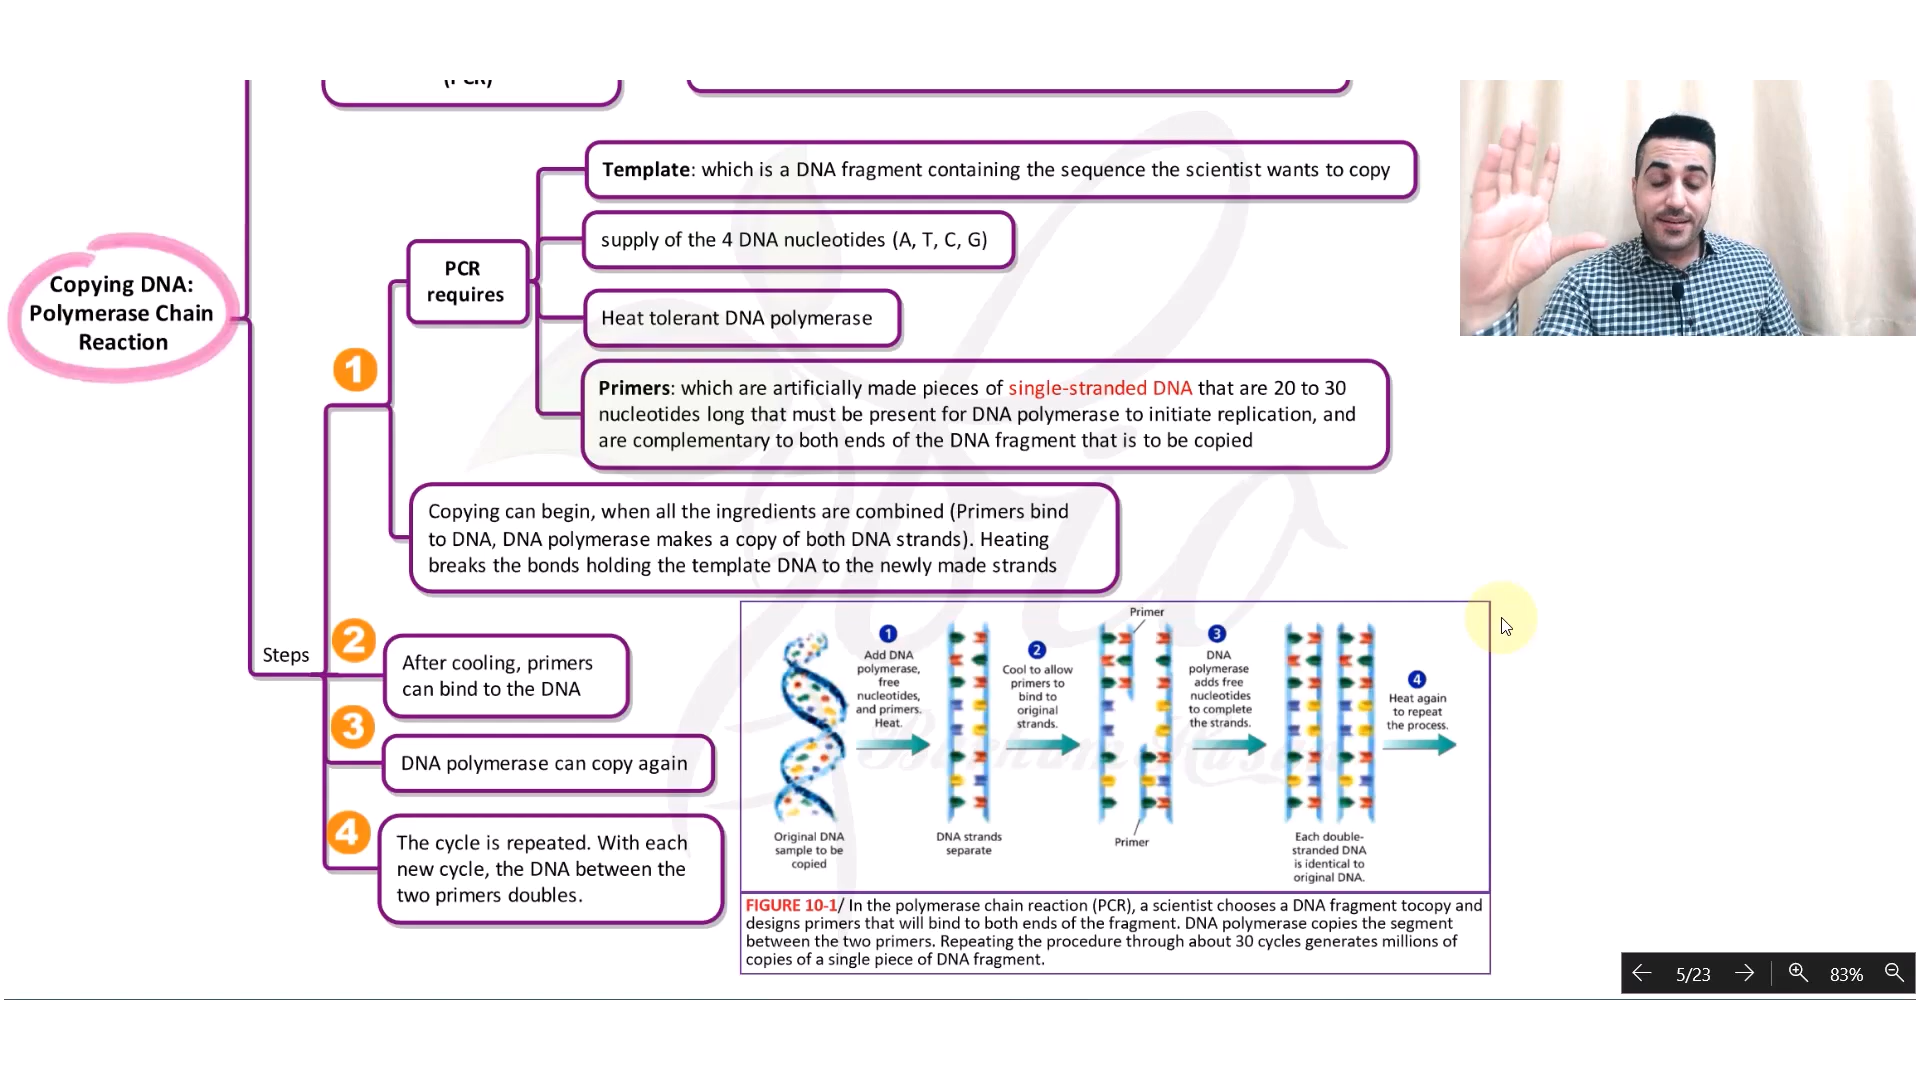 (PCR)
Template: which is a DNA fragment containing the sequence the scientist wants to copy
supply of the 4 DNA nucleotides (A, T, C, G)
PCR
requires
Copying DNA:
Polymerase Chain
Reaction
Heat tolerant DNA polymerase
1
Primers: which are artificially made pieces of single-stranded DNA that are 20 to 30
nucleotides long that must be present for DNA polymerase to initiate replication, and
are complementary to both ends of the DNA fragment that is to be copied
Copying can begin, when all the ingredients are combined (Primers bind
to DNA, DNA polymerase makes a copy of both DNA strands). Heating
breaks the bonds holding the template DNA to the newly made strands
Steps
2
After cooling, primers
can bind to the DNA
3
DNA polymerase can copy again
4
The cycle is repeated. With each
new cycle, the DNA between the
two primers doubles.
1
Add DNA
polymerase,
free
nucleotides,
and primers.
Heat.
2
Cool to allow
primers to
bind to
original
strands.
Primer
3
DNA
polymerase
adds free
nucleotides
to complete
the strands.
4
Heat again
to repeat
the process.
Original DNA
sample to be
copied
DNA strands
separate
Primer
Each double-
stranded DNA
is identical to
original DNA.
FIGURE 10-1/ In the polymerase chain reaction (PCR), a scientist chooses a DNA fragment tocopy and
designs primers that will bind to both ends of the fragment. DNA polymerase copies the segment
between the two primers. Repeating the procedure through about 30 cycles generates millions of
copies of a single piece of DNA fragment.
5/23
83%